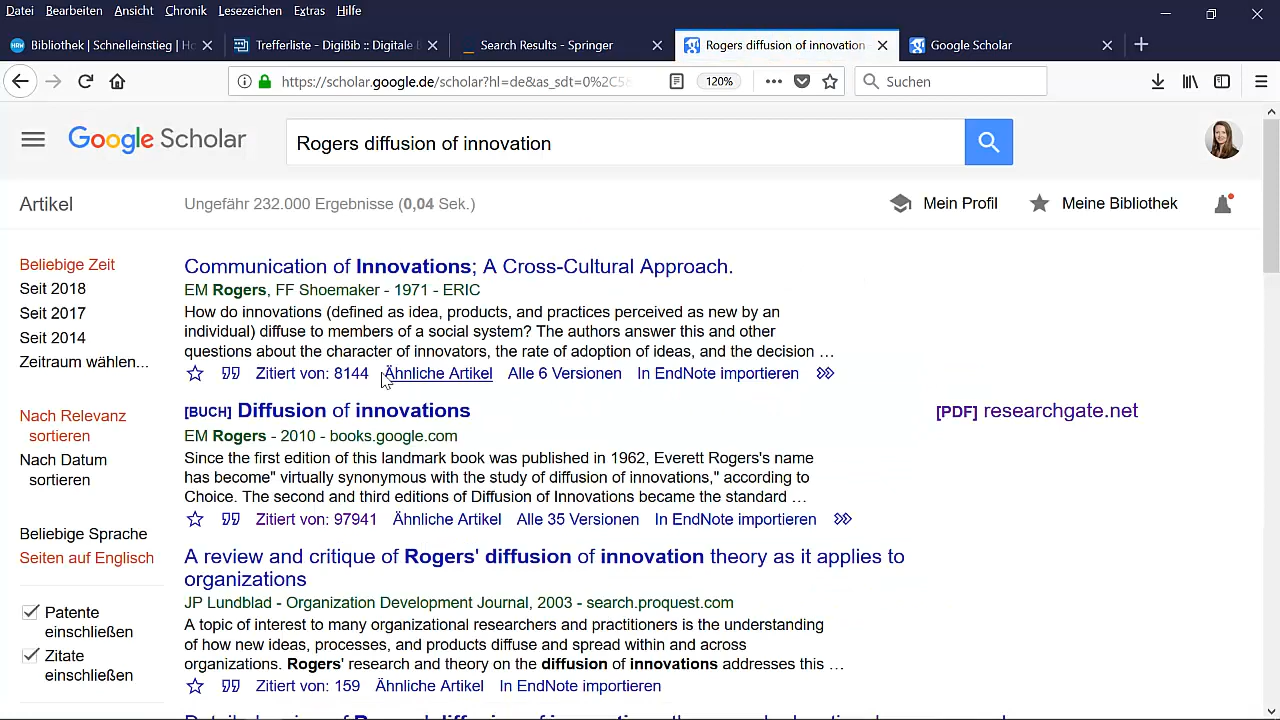 Datei Bearbeiten Ansicht Chronik Lesezeichen Extras Hilfe
Bibliothek | Schnelleinstieg | Ho
Trefferliste - DigiBib :: Digitale
Search Results - Springer
Rogers diffusion of innovation
Google Scholar
https://scholar.google.de/scholar?hl=de&as_sdt=0%2C5&
120%
Suchen
Google Scholar
Rogers diffusion of innovation
Artikel
Ungefähr 232.000 Ergebnisse (0,04 Sek.)
Mein Profil
Meine Bibliothek
Beliebige Zeit
Seit 2018
Seit 2017
Seit 2014
Zeitraum wählen...
Nach Relevanz
sortieren
Nach Datum
sortieren
Beliebige Sprache
Seiten auf Englisch
Patente
einschließen
Zitate
einschließen
Communication of Innovations; A Cross-Cultural Approach.
EM Rogers, FF Shoemaker - 1971 - ERIC
How do innovations (defined as idea, products, and practices perceived as new by an
individual) diffuse to members of a social system? The authors answer this and other
questions about the character of innovators, the rate of adoption of ideas, and the decision ...
Zitiert von: 8144 Ähnliche Artikel Alle 6 Versionen In EndNote importieren
[BUCH] Diffusion of innovations
EM Rogers - 2010 - books.google.com
Since the first edition of this landmark book was published in 1962, Everett Rogers's name
has become" virtually synonymous with the study of diffusion of innovations," according to
Choice. The second and third editions of Diffusion of Innovations became the standard ...
Zitiert von: 97941 Ähnliche Artikel Alle 35 Versionen In EndNote importieren
[PDF] researchgate.net
A review and critique of Rogers' diffusion of innovation theory as it applies to
organizations
JP Lundblad - Organization Development Journal, 2003 - search.proquest.com
A topic of interest to many organizational researchers and practitioners is the understanding
of how new ideas, processes, and products diffuse and spread within and across
organizations. Rogers' research and theory on the diffusion of innovations addresses this ...
Zitiert von: 159 Ähnliche Artikel In EndNote importieren